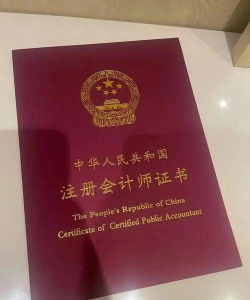 中华人民共和国
注册会计师证书
The People's Republic of China
Certificate of Certified Public Accountant